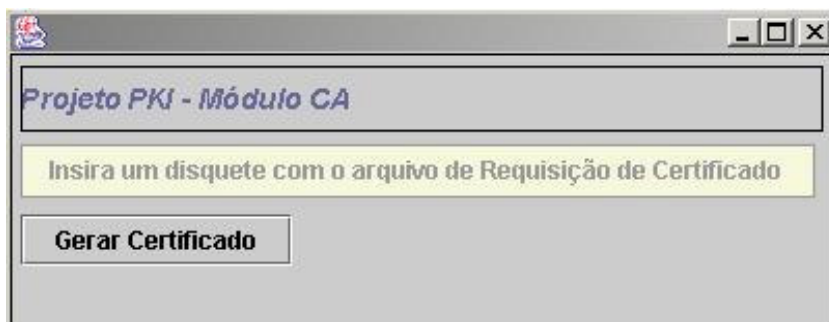 Projeto PKI - Módulo CA
Insira um disquete com o arquivo de Requisição de Certificado
Gerar Certificado